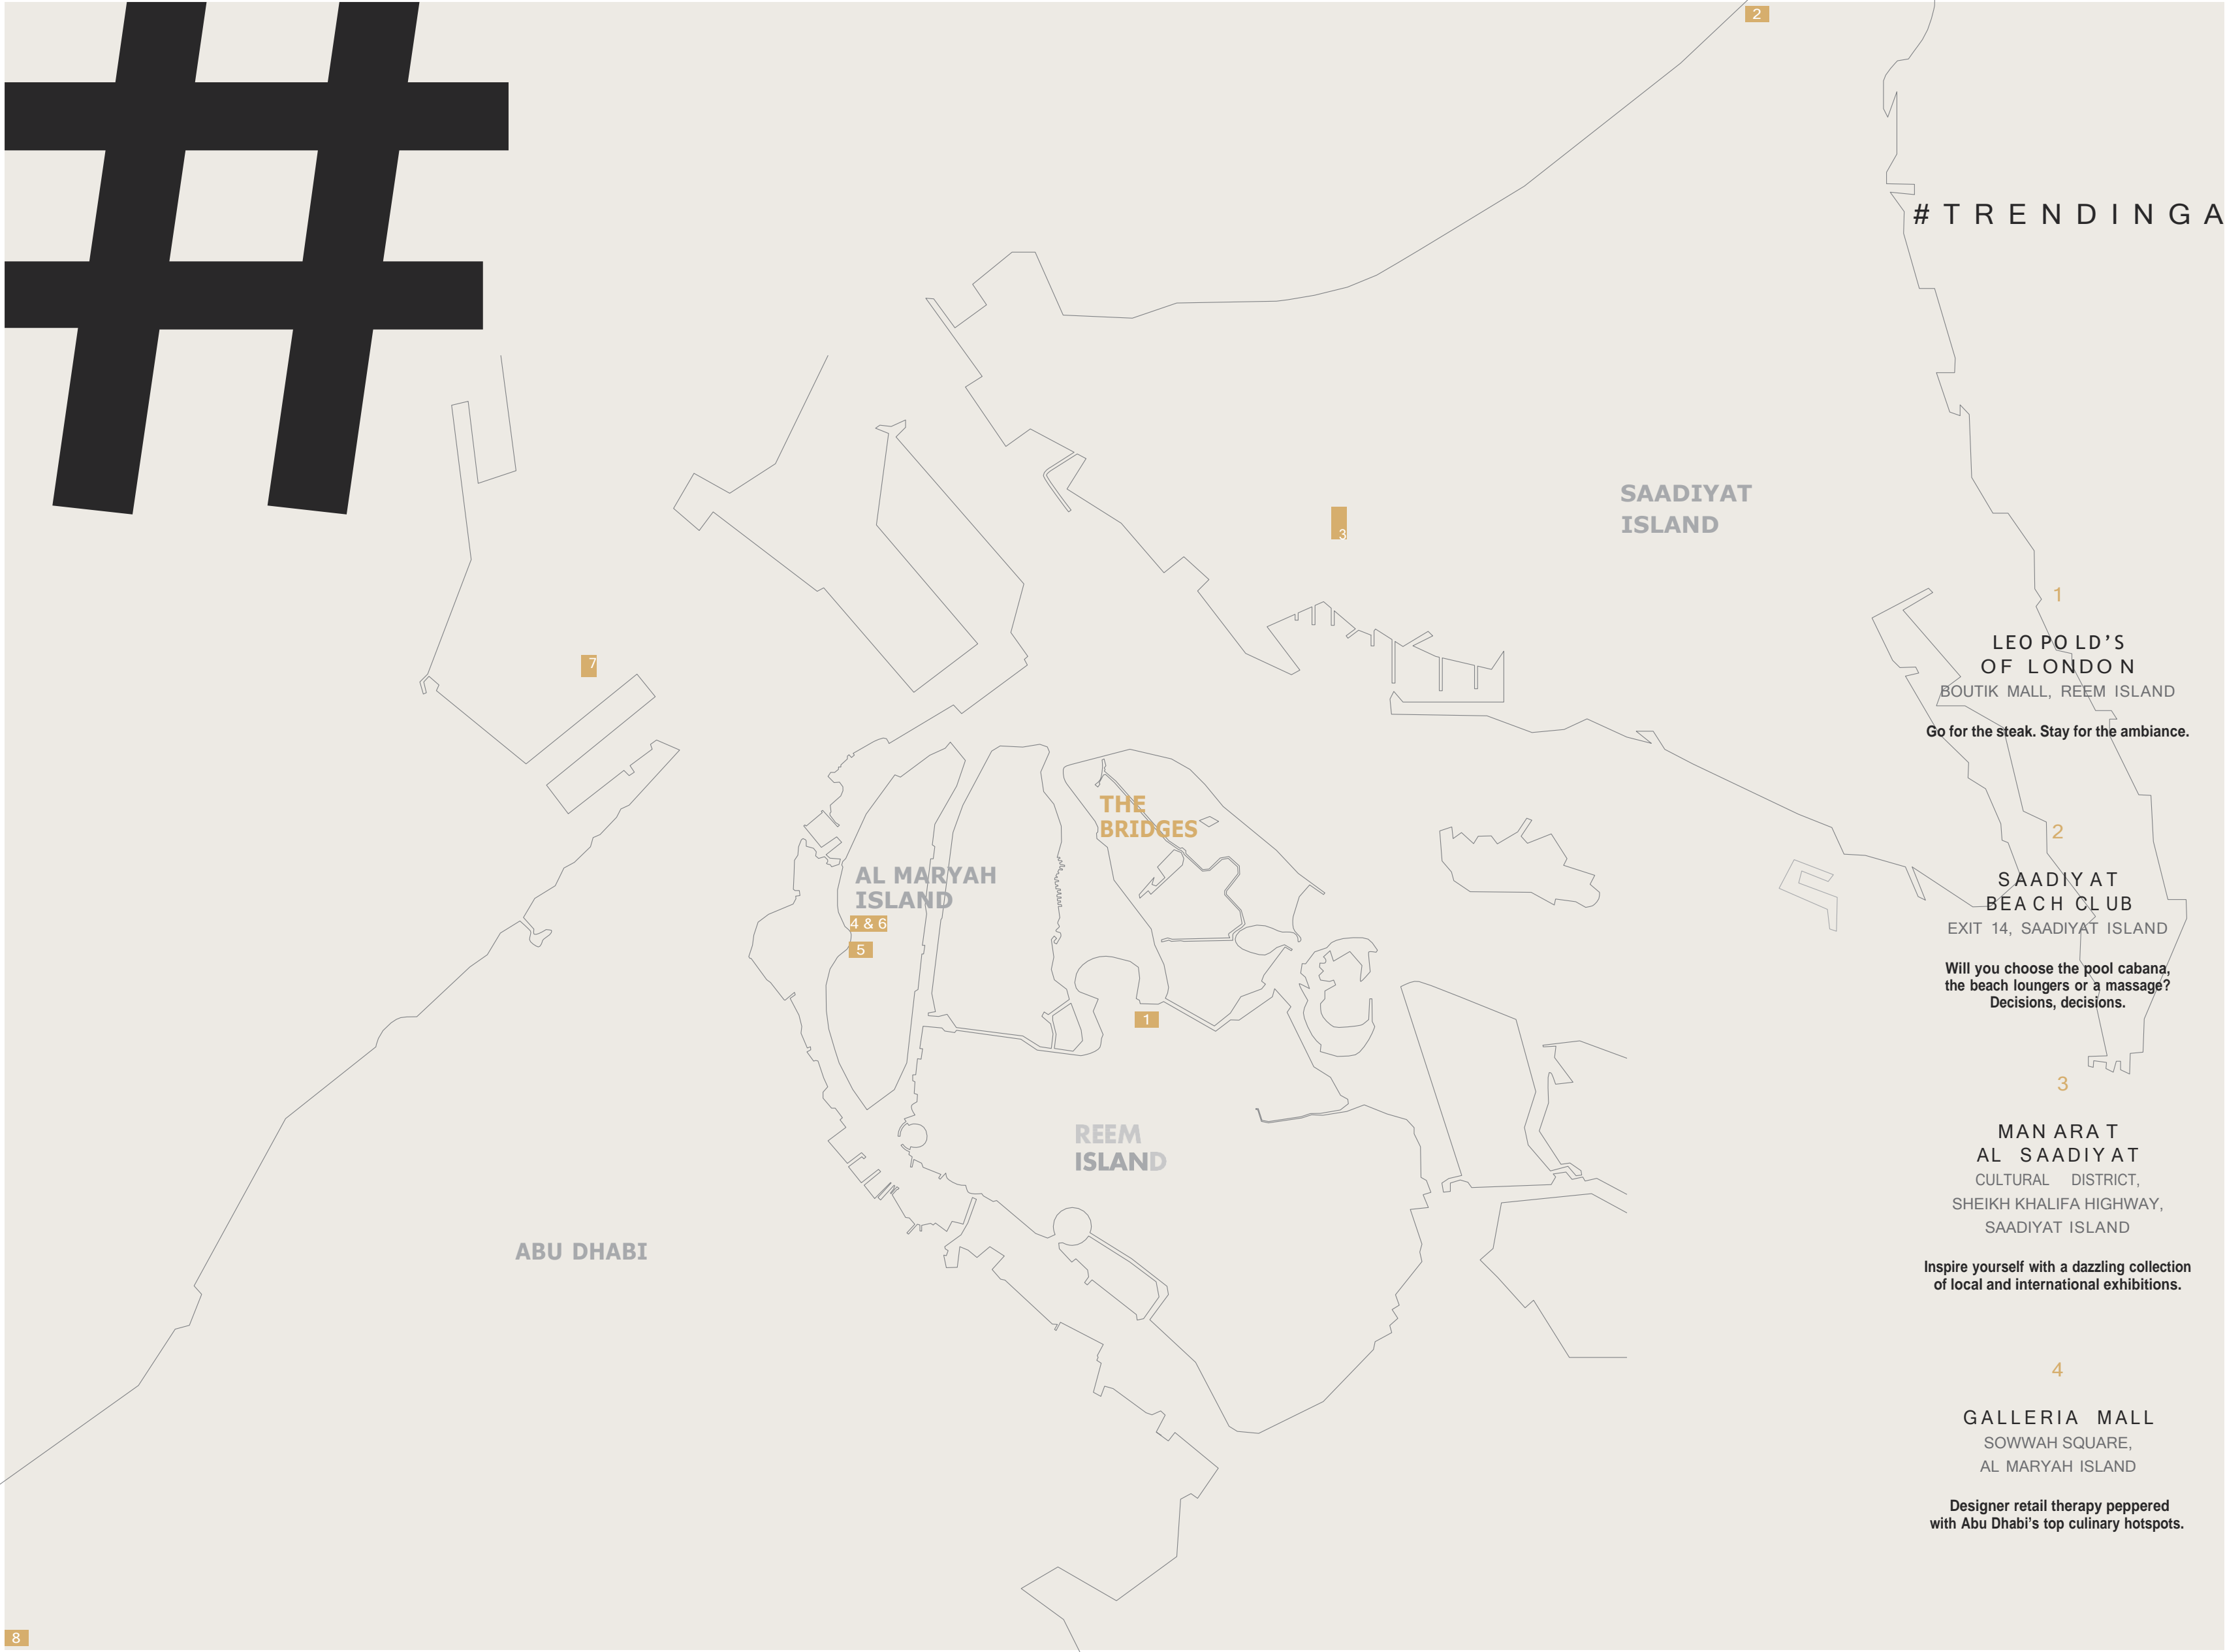 #
2
#TRENDINGA
SAADIYAT
ISLAND
3
1
LEOPOLD’S
OF LONDON
BOUTIK MALL, REEM ISLAND
Go for the steak. Stay for the ambiance.
7
THE
BRIDGES
2
AL MARYAH
ISLAND
4 & 6
5
SAADIYAT
BEACH CLUB
EXIT 14, SAADIYAT ISLAND
Will you choose the pool cabana,
the beach loungers or a massage?
Decisions, decisions.
1
3
REEM
ISLAND
MANARAT
AL SAADIYAT
CULTURAL DISTRICT,
SHEIKH KHALIFA HIGHWAY,
SAADIYAT ISLAND
ABU DHABI
Inspire yourself with a dazzling collection
of local and international exhibitions.
4
GALLERIA MALL
SOWWAH SQUARE,
AL MARYAH ISLAND
Designer retail therapy peppered
with Abu Dhabi’s top culinary hotspots.
8